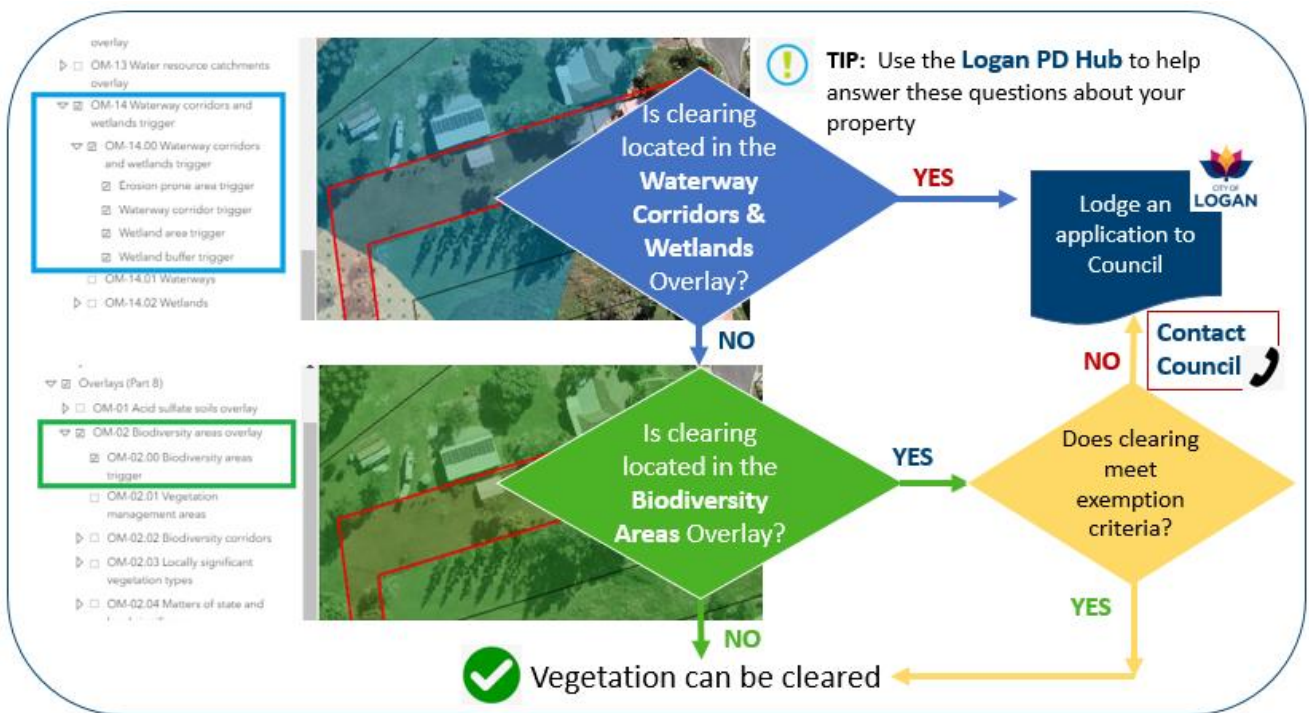 overlay
OM-13 Water resource catchments
overlay
OM-14 Waterway corridors and
wetlands trigger
OM-14.00 Waterway corridors
and wetlands trigger
Erosion prone area trigger
Waterway corridor trigger
Wetland area trigger
Wetland buffer trigger
OM-14.01 Waterways
OM-14.02 Wetlands
TIP: Use the Logan PD Hub to help
answer these questions about your
property
Is clearing
located in the
Waterway
Corridors &
Wetlands
Overlay?
YES
CITY OF
LOGAN
Lodge an
application to
Council
NO
Contact
Council
NO
Overlays (Part 8)
OM-01 Acid sulfate soils overlay
OM-02 Biodiversity areas overlay
OM-02.00 Biodiversity areas
trigger
OM-02.01 Vegetation
management areas
OM-02.02 Biodiversity corridors
OM-02.03 Locally significant
vegetation types
OM-02.04 Matters of state and
Is clearing
located in the
Biodiversity
Areas Overlay?
YES
Does clearing
meet
exemption
criteria?
YES
NO
Vegetation can be cleared